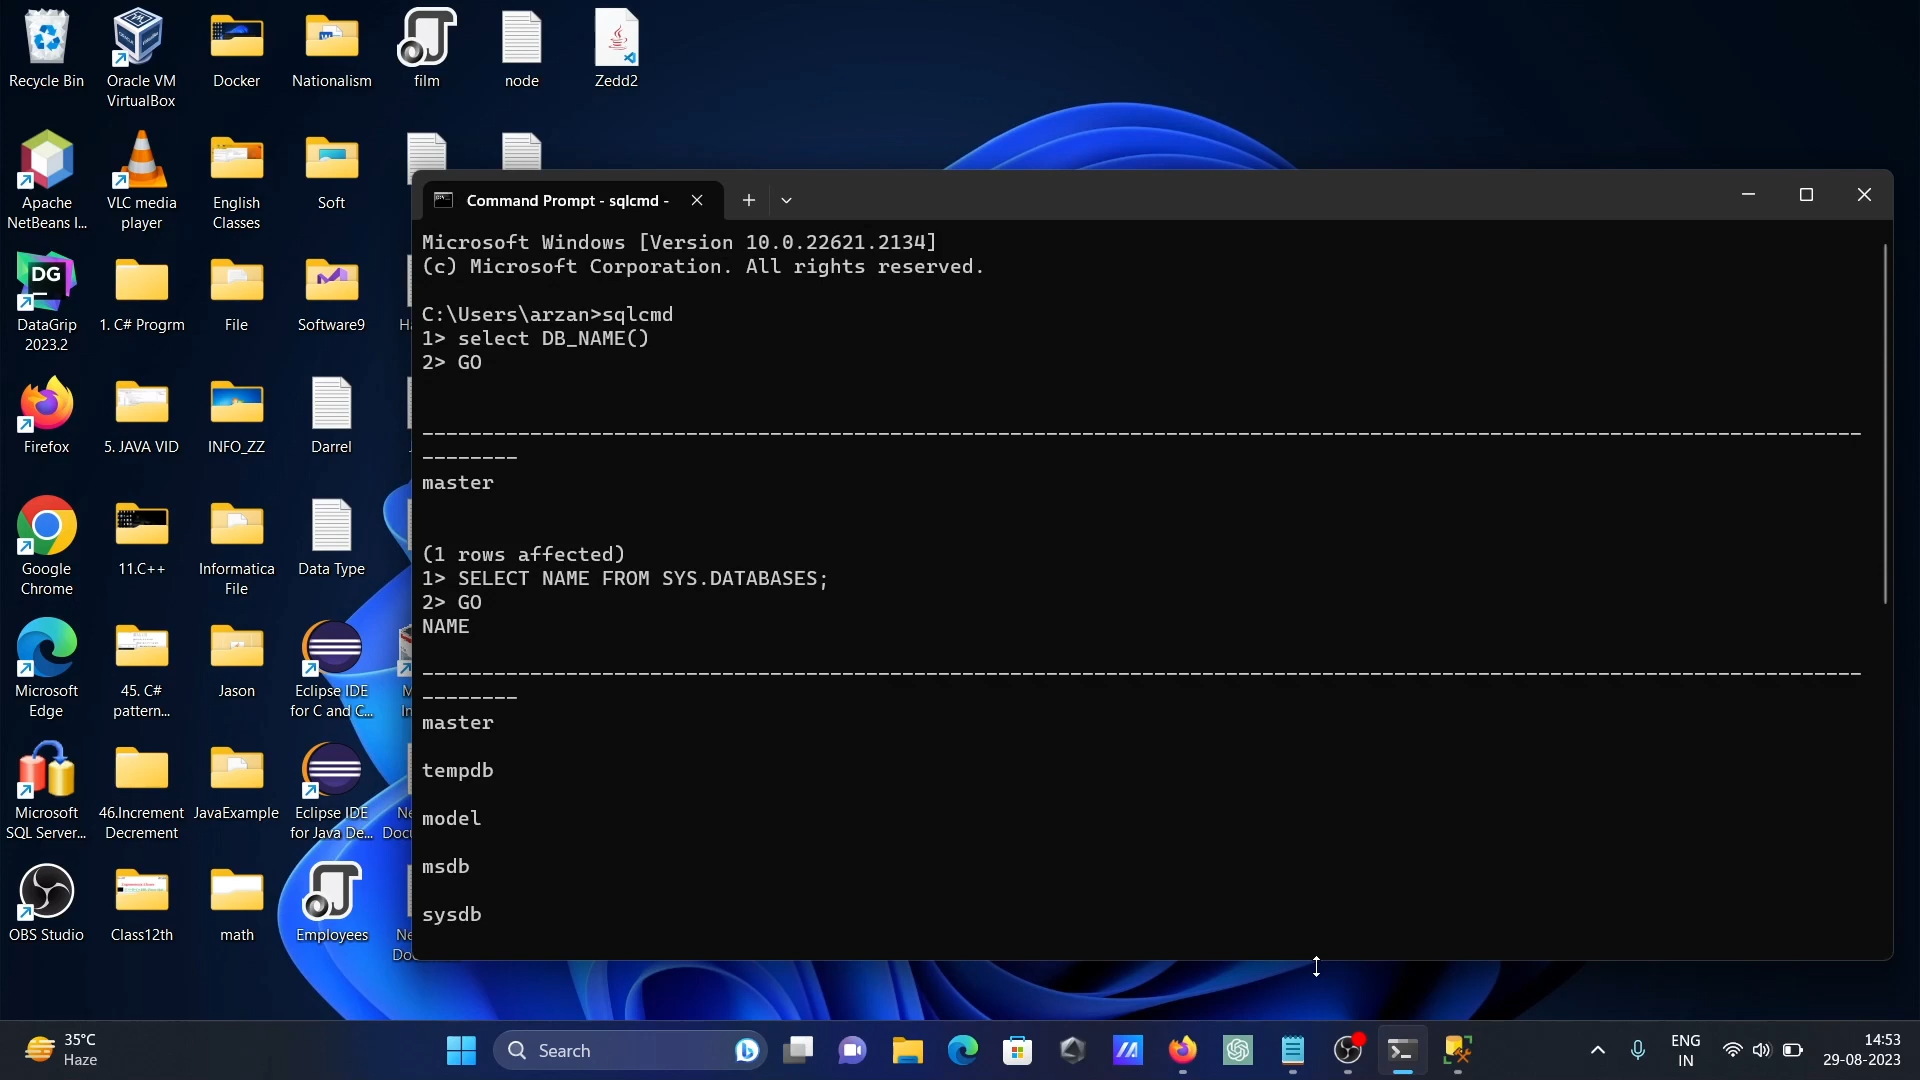 Recycle Bin
Oracle VM
VirtualBox
Docker
Nationalism
film
node
Zedd2
Apache
NetBeans I...
VLC media
player
English
Classes
Soft
DG
DataGrip
2023.2
1. C# Progrm
File
Software9
Firefox
5. JAVA VID
INFO_ZZ
Darrel
Google
Chrome
11.C++
Informatica
File
Data Type
Microsoft
Edge
45. C#
pattern...
Jason
Eclipse IDE
for C and C...
Microsoft
SQL Server...
46.Increment
Decrement
JavaExample
Eclipse IDE
for Java De...
OBS Studio
Class12th
math
Employees
Command Prompt - sqlcmd -
Microsoft Windows [Version 10.0.22621.2134]
(c) Microsoft Corporation. All rights reserved.
C:\Users\arzan>sqlcmd
1> select DB_NAME()
2> GO
------------------------------------------------------------------------------------------------------------------------
--------
master
(1 rows affected)
1> SELECT NAME FROM SYS.DATABASES;
2> GO
NAME
------------------------------------------------------------------------------------------------------------------------
--------
master
tempdb
model
msdb
sysdb
35°C
Haze
Search
ENG
IN
14:53
29-08-2023